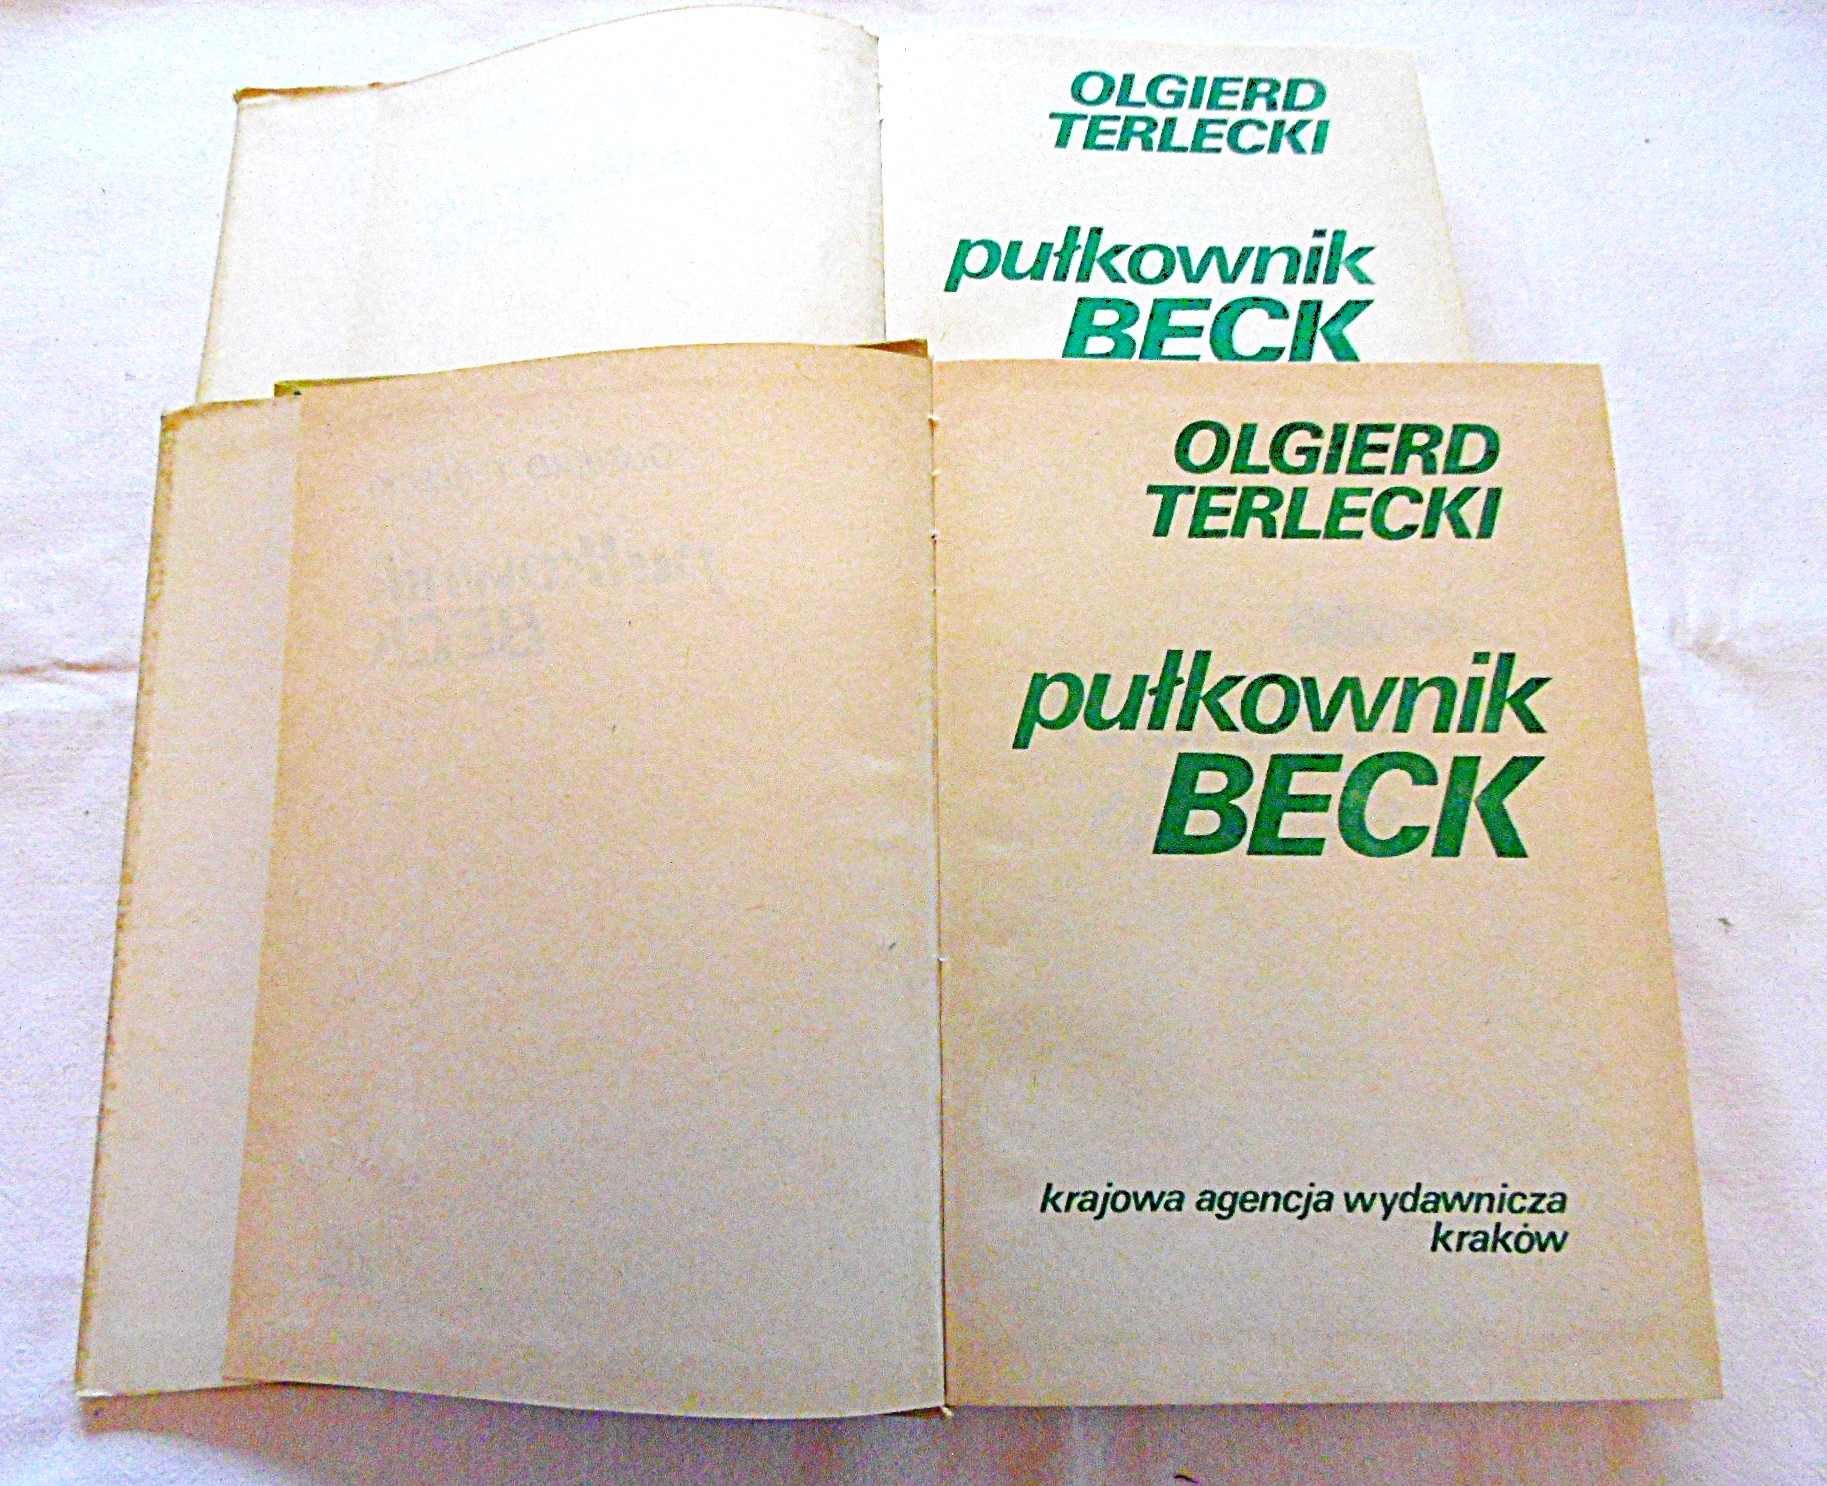 OLGIERD
TERLECKI
pułkownik
BECK
OLGIERD
TERLECKI
pułkownik
BECK
krajowa agencja wydawnicza
kraków